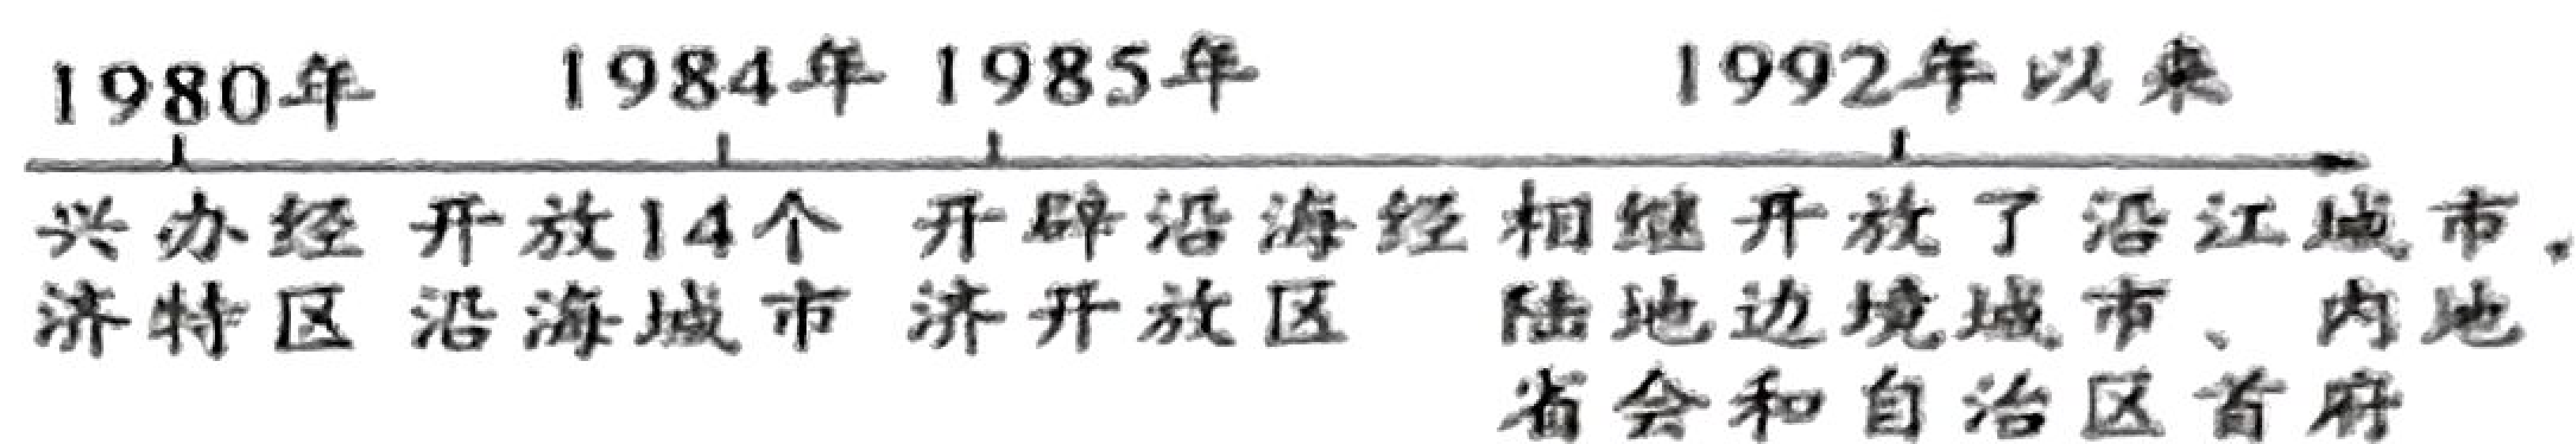 1980年 1984年 1985年 1992年以来
兴办经 开放14个 开辟沿海经 相继开放了沿江城市、
济特区 沿海城市 济开放区 陆地边境城市、内地
省会和自治区首府